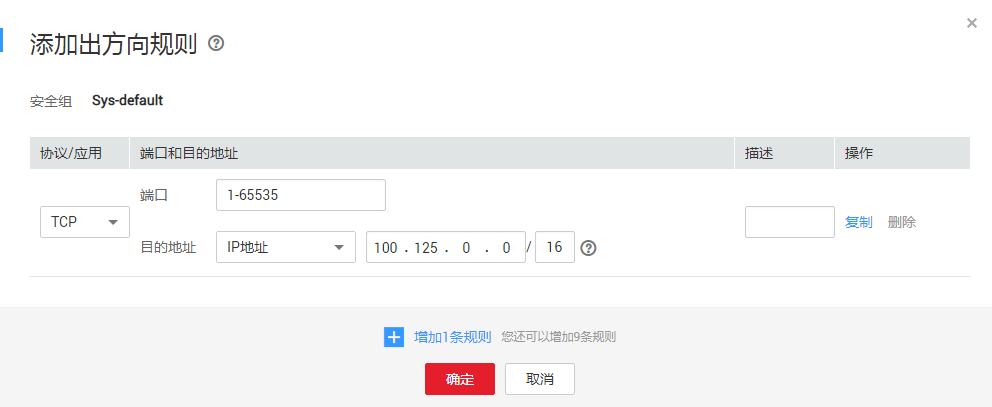 ×
添加出方向规则 ?
安全组 Sys-default
协议/应用 端口和目的地址 描述 操作
端口 1-65535
TCP 复制 删除
目的地址 IP地址 100 . 125 . 0 . 0 / 16 ?
+ 增加1条规则 您还可以增加9条规则
确定 取消